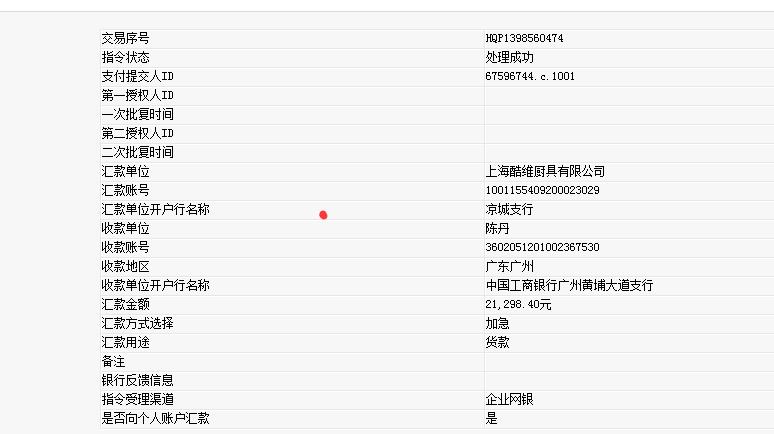 交易序号 HQP1398560474
指令状态 处理成功
支付提交人ID 67596744.c.1001
第一授权人ID
一次批复时间
第二授权人ID
二次批复时间
汇款单位 上海酷维厨具有限公司
汇款账号 1001155409200023029
汇款单位开户行名称 凉城支行
收款单位 陈丹
收款账号 3602051201002367530
收款地区 广东广州
收款单位开户行名称 中国工商银行广州黄埔大道支行
汇款金额 21,298.40元
汇款方式选择 加急
汇款用途 货款
备注
银行反馈信息
指令受理渠道 企业网银
是否向个人账户汇款 是